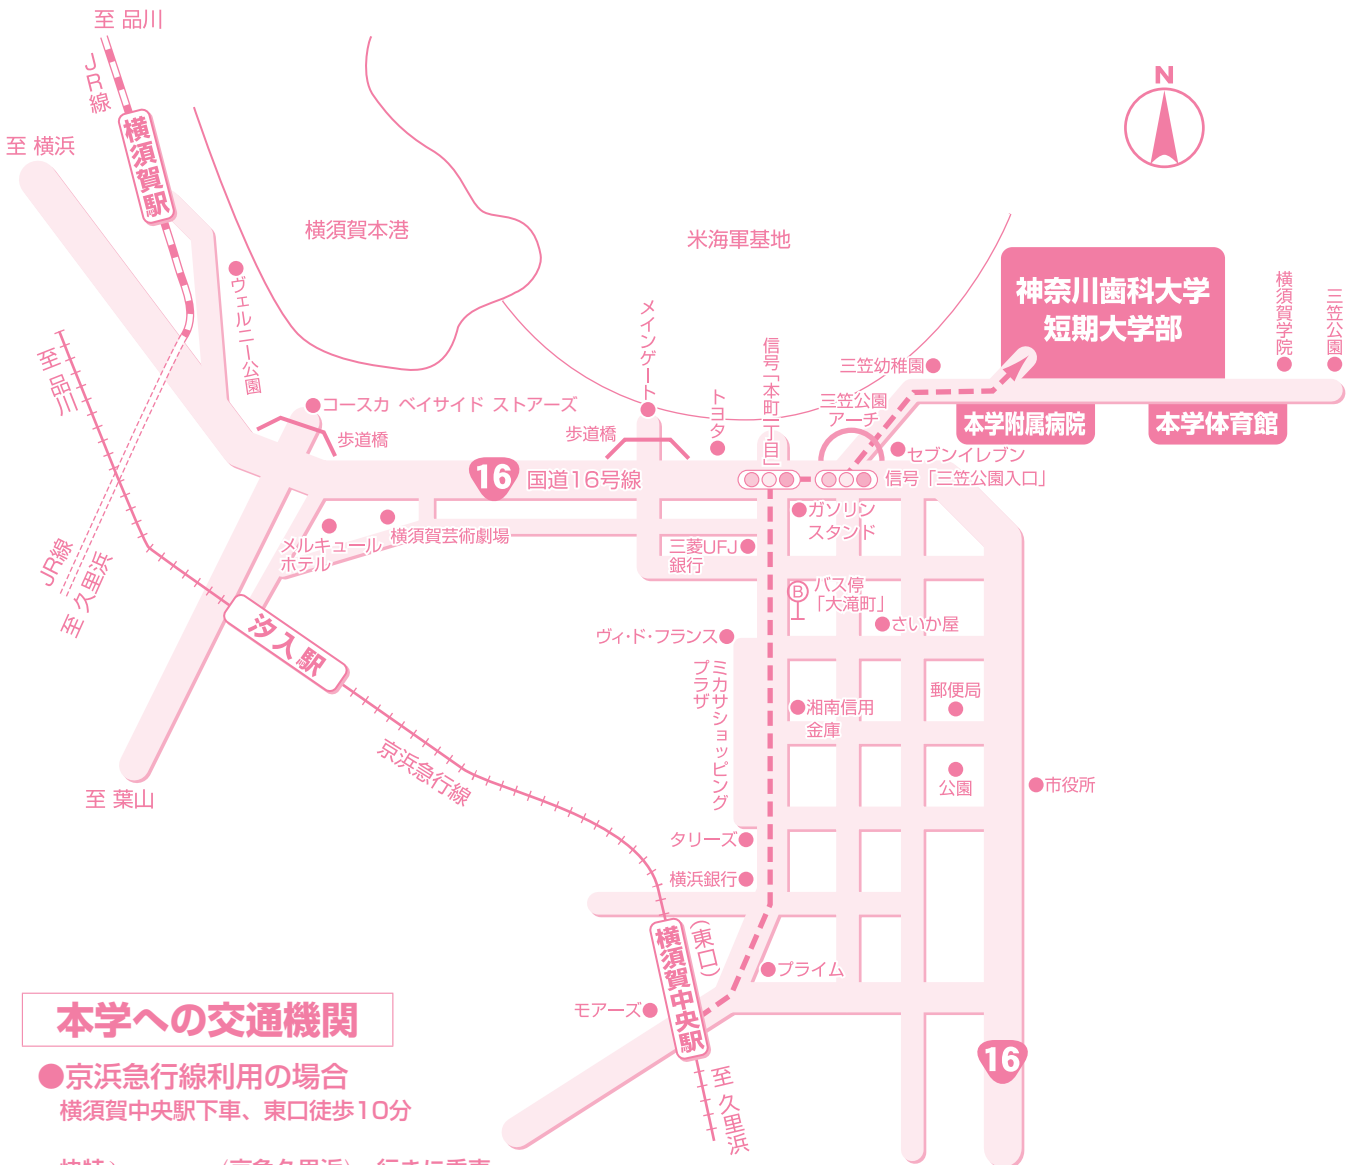 至 品川
JR線
横須賀駅
至 横浜
N
横須賀本港
米海軍基地
神奈川歯科大学
短期大学部
横須賀学院
三笠公園
ヴェルニー公園
メインゲート
信号「本町一丁目」
三笠幼稚園
至 品川
コースカ ベイサイド ストアーズ
歩道橋
歩道橋
トヨタ
三笠公園
アーチ
本学附属病院
本学体育館
セブンイレブン
信号「三笠公園入口」
16
国道16号線
メルキュール
ホテル
横須賀芸術劇場
三菱UFJ
銀行
ガソリン
スタンド
JR線
至 久里浜
B
バス停
「大滝町」
さいか屋
汐入駅
ヴィ・ド・フランス
ミカサショッピング
プラザ
郵便局
湘南信用
金庫
京浜急行線
公園
市役所
至 葉山
タリーズ
横浜銀行
横須賀中央駅
(東口)
プライム
モアーズ
16
至 久里浜
本学への交通機関
●京浜急行線利用の場合
横須賀中央駅下車、東口徒歩10分